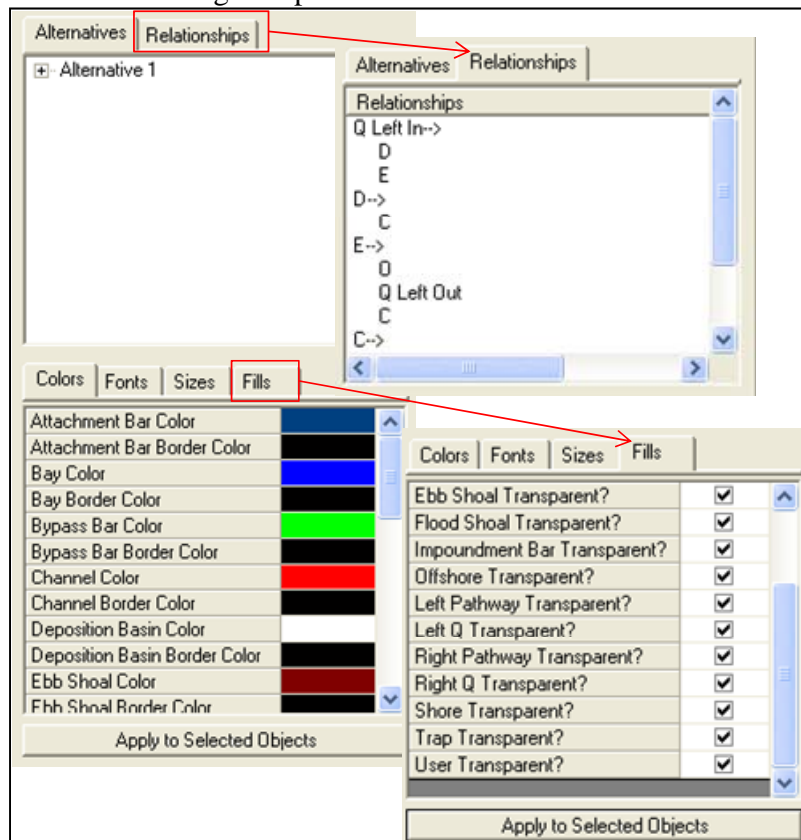 Alternatives Relationships
Alternative 1
Alternatives Relationships
Relationships
Q Left In-->
D
E
D-->
C
E-->
O
Q Left Out
C
C-->
Colors Fonts Sizes Fills
Attachment Bar Color
Attachment Bar Border Color
Bay Color
Bay Border Color
Bypass Bar Color
Bypass Bar Border Color
Channel Color
Channel Border Color
Deposition Basin Color
Deposition Basin Border Color
Ebb Shoal Color
Ebb Shoal Border Color
Apply to Selected Objects
Colors Fonts Sizes Fills
Ebb Shoal Transparent?
Flood Shoal Transparent?
Impoundment Bar Transparent?
Offshore Transparent?
Left Pathway Transparent?
Left Q Transparent?
Right Pathway Transparent?
Right Q Transparent?
Shore Transparent?
Trap Transparent?
User Transparent?
Apply to Selected Objects